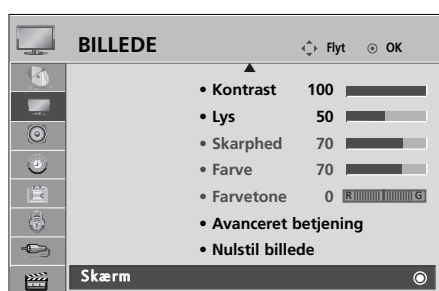 BILLEDE Flyt OK
• Kontrast 100
• Lys 50
• Skarphed 70
• Farve 70
• Farvetone 0 R G
• Avanceret betjening
• Nulstil billede
Skærm